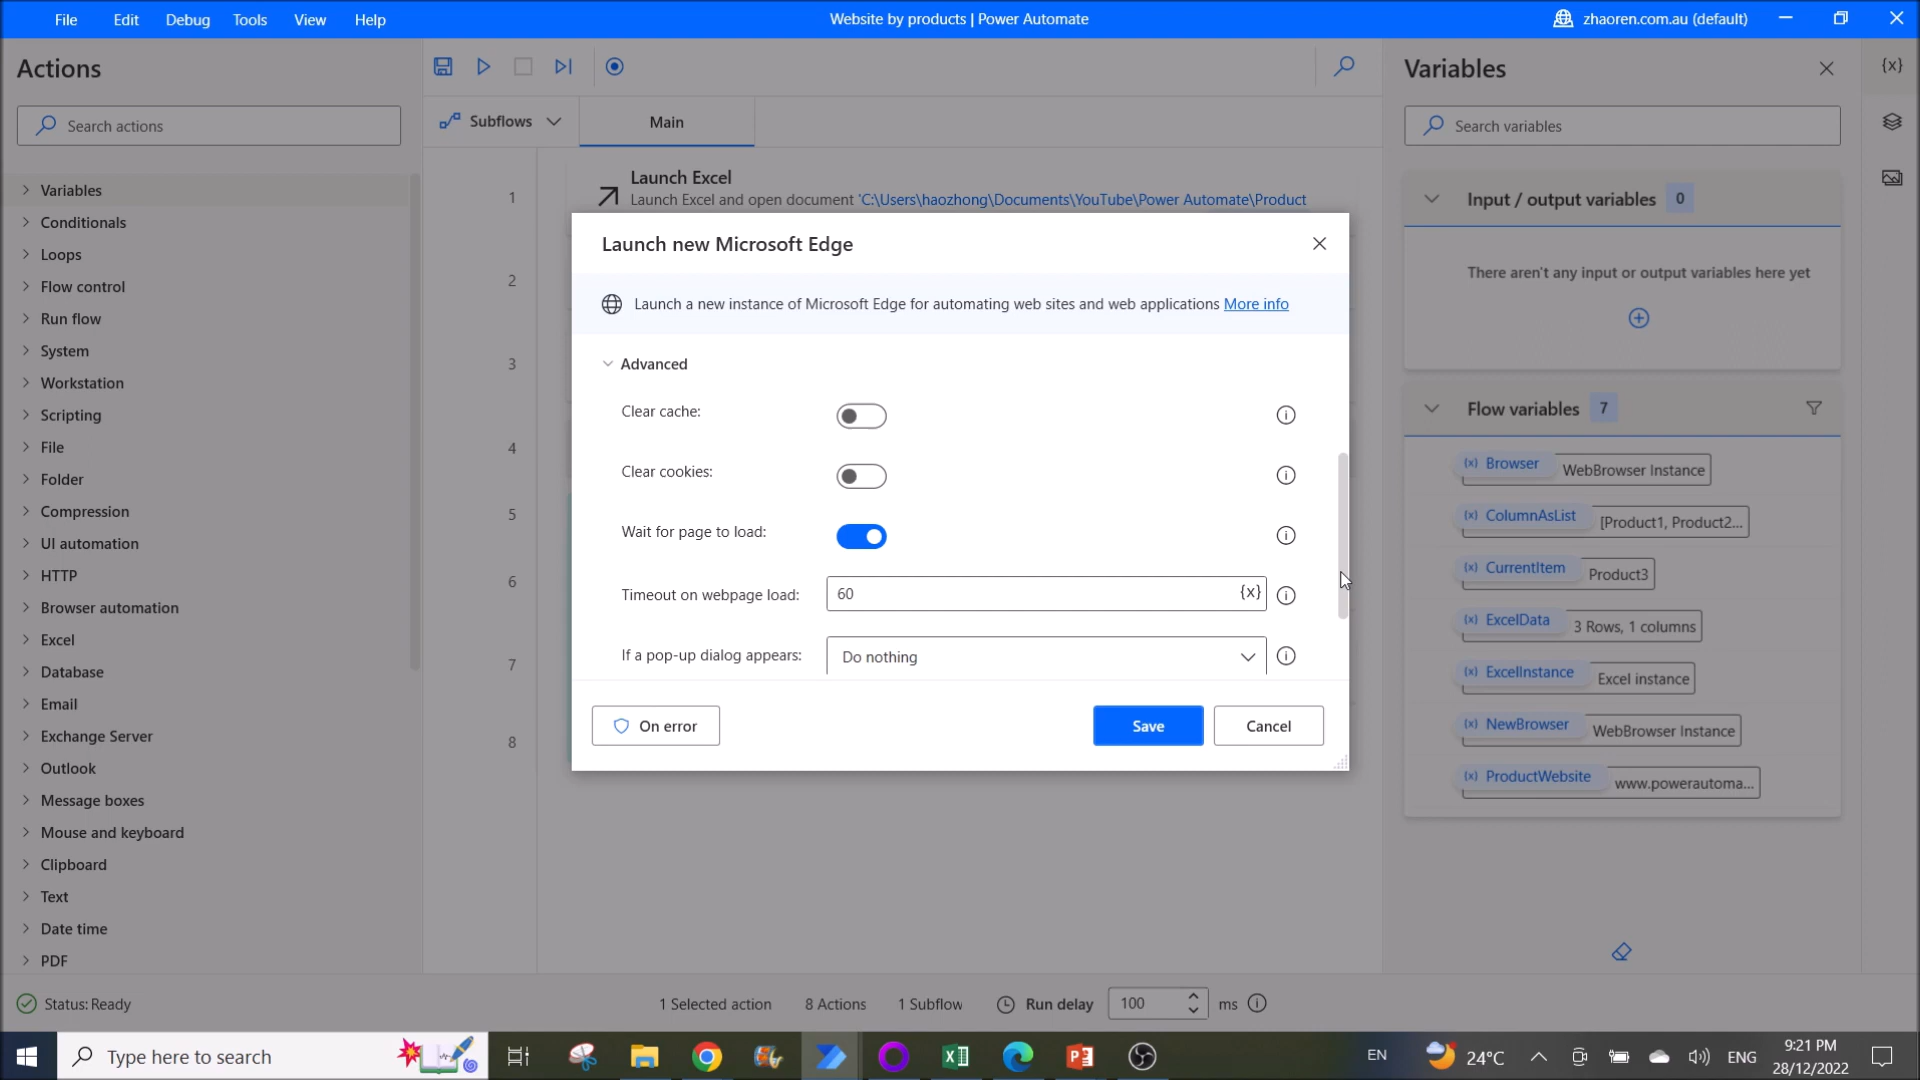 File Edit Debug Tools View Help
Website by products | Power Automate
zhaoren.com.au (default)
Actions
Search actions
Variables
Conditionals
Loops
Flow control
Run flow
System
Workstation
Scripting
File
Folder
Compression
UI automation
HTTP
Browser automation
Excel
Database
Email
Exchange Server
Outlook
Message boxes
Mouse and keyboard
Clipboard
Text
Date time
PDF
Subflows
Main
1
2
3
4
5
6
7
8
Launch Excel
Launch Excel and open document 'C:\Users\haozhong\Documents\YouTube\Power Automate\Product
Launch new Microsoft Edge
Launch a new instance of Microsoft Edge for automating web sites and web applications More info
Advanced
Clear cache:
Clear cookies:
Wait for page to load:
Timeout on webpage load: 60 {x}
If a pop-up dialog appears: Do nothing
On error
Save
Cancel
Variables
{x}
Search variables
Input / output variables 0
There aren't any input or output variables here yet
Flow variables 7
(x) Browser WebBrowser Instance
(x) ColumnAsList [Product1, Product2...
(x) CurrentItem Product3
(x) ExcelData 3 Rows, 1 columns
(x) ExcelInstance Excel instance
(x) NewBrowser WebBrowser Instance
(x) ProductWebsite www.powerautoma...
Status: Ready
1 Selected action
8 Actions
1 Subflow
Run delay 100 ms
Type here to search
EN
24°C
ENG
9:21 PM
28/12/2022